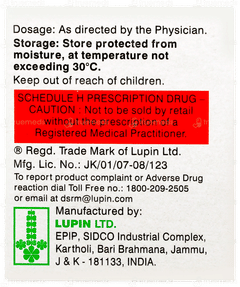 Dosage: As directed by the Physician.
Storage: Store protected from
moisture, at temperature not
exceeding 30°C.
Keep out of reach of children.
SCHEDULE H PRESCRIPTION DRUG
CAUTION : Not to be sold by retail
without the prescription of a
Registered Medical Practitioner.
® Regd. Trade Mark of Lupin Ltd.
Mfg. Lic. No.: JK/01/07-08/123
To report product complaint or Adverse Drug
reaction dial Toll Free no.: 1800-209-2505
or email at dsrm@lupin.com
Manufactured by:
LUPIN LTD.
EPIP, SIDCO Industrial Complex,
Kartholi, Bari Brahmana, Jammu,
J & K - 181133, INDIA.